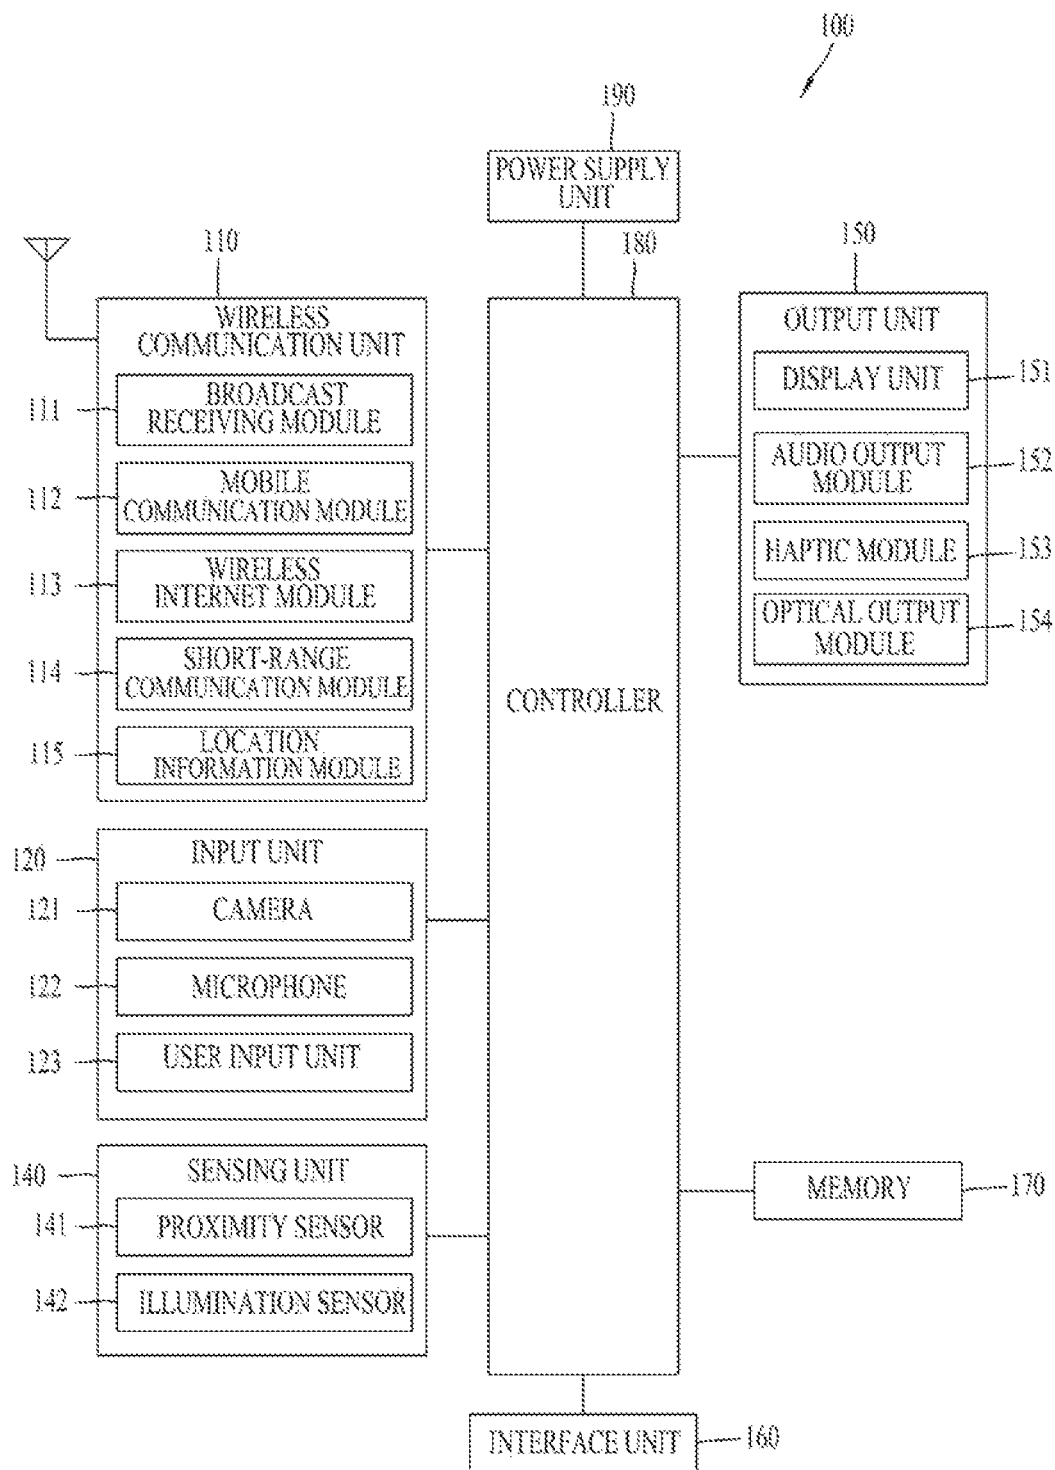 100
190
POWER SUPPLY
UNIT
110
180
150
WIRELESS
COMMUNICATION UNIT
OUTPUT UNIT
111
BROADCAST
RECEIVING MODULE
DISPLAY UNIT
151
112
MOBILE
COMMUNICATION MODULE
AUDIO OUTPUT
MODULE
152
113
WIRELESS
INTERNET MODULE
HAPTIC MODULE
153
OPTICAL OUTPUT
MODULE
154
114
SHORT-RANGE
COMMUNICATION MODULE
CONTROLLER
115
LOCATION
INFORMATION MODULE
120
INPUT UNIT
121
CAMERA
122
MICROPHONE
123
USER INPUT UNIT
140
SENSING UNIT
141
PROXIMITY SENSOR
142
ILLUMINATION SENSOR
MEMORY
170
INTERFACE UNIT
160